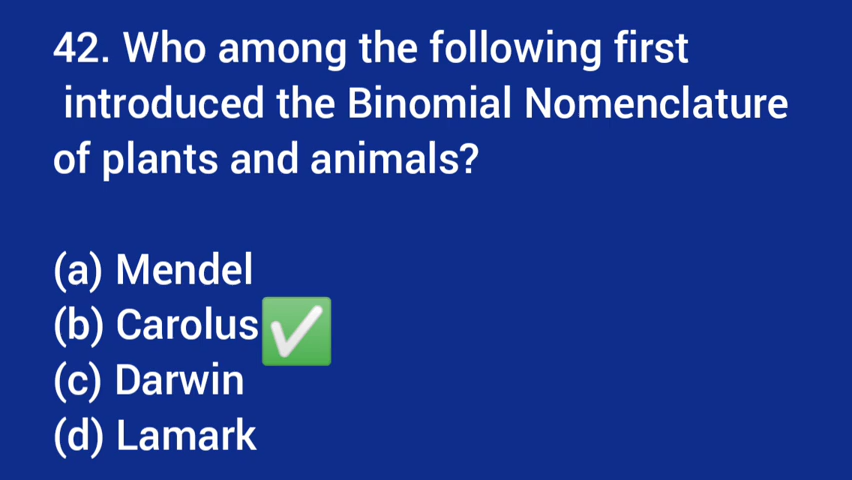 42. Who among the following first
introduced the Binomial Nomenclature
of plants and animals?
(a) Mendel
(b) Carolus
(c) Darwin
(d) Lamark